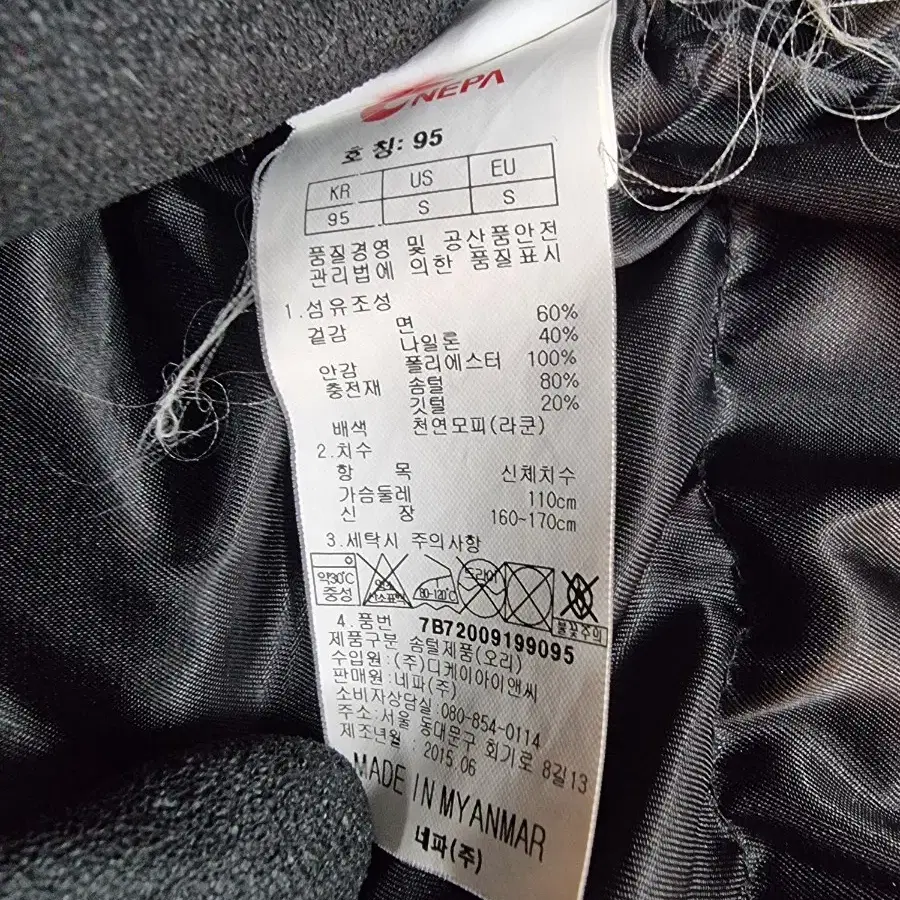 NEPA
호 칭: 95
KR US EU
95 S S
품질경영 및 공산품안전
관리법에 의한 품질표시
1.섬유조성
겉감 면 60%
나일론 40%
안감 폴리에스터 100%
충전재 솜털 80%
깃털 20%
배색 천연모피(라쿤)
2.치수
항 목 신체치수
가슴둘레 110cm
신 장 160~170cm
3.세탁시 주의사항
약30℃ 중성 80~120℃ 드라이 불꽃주의
4.품번 7B72009199095
제품구분 솜털제품(오리)
수입원:(주)디케이아이앤씨
판매원:네파(주)
소비자상담실:080-854-0114
주소:서울 동대문구 회기로 8길13
제조년월 : 2015.06
MADE IN MYANMAR
네파(주)